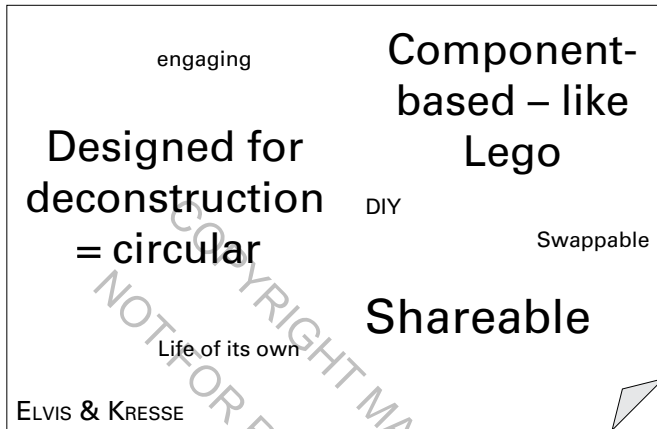 engaging
Component-
based – like
Lego
Designed for
deconstruction
= circular
DIY
Swappable
Shareable
Life of its own
ELVIS & KRESSE
COPYRIGHT MA
NOT FOR